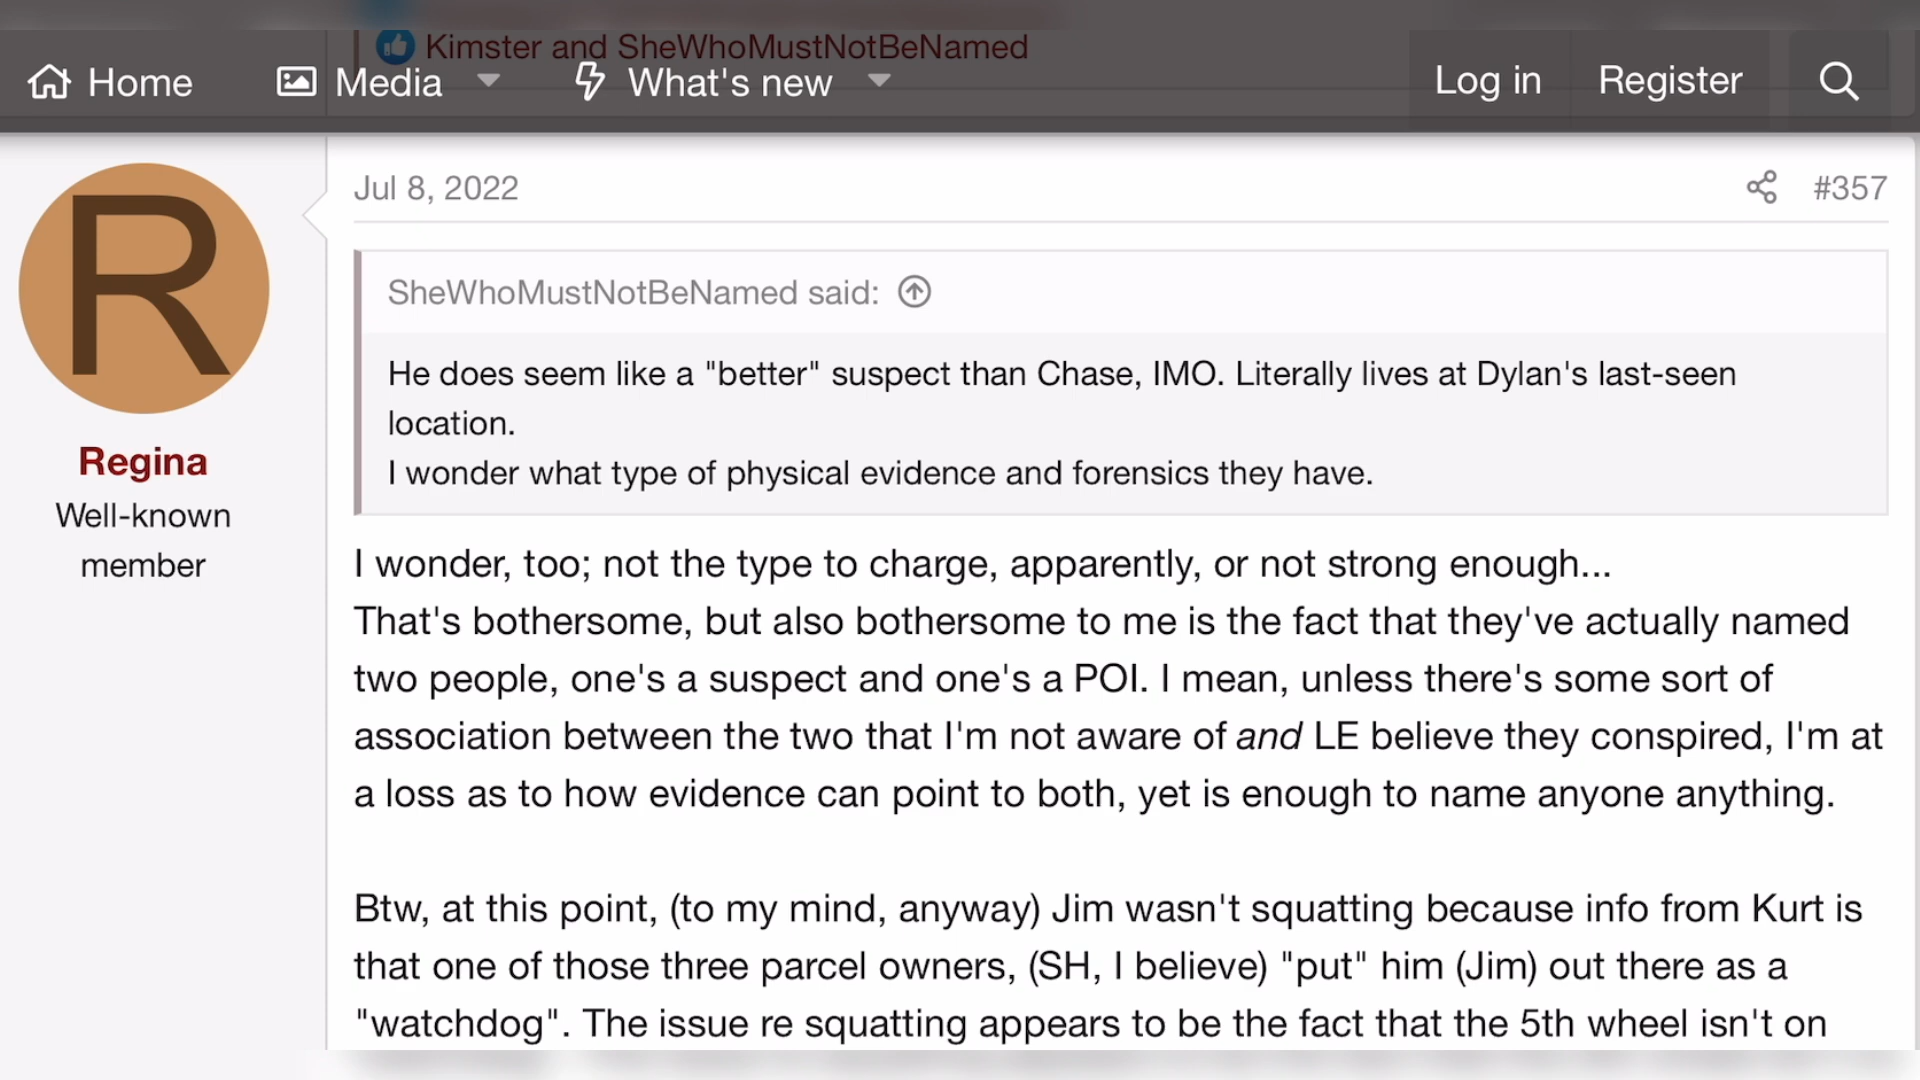 Kimster and SheWhoMustNotBeNamed
Home Media What's new Log in Register
R
Regina
Well-known
member
Jul 8, 2022 #357
SheWhoMustNotBeNamed said:
He does seem like a "better" suspect than Chase, IMO. Literally lives at Dylan's last-seen
location.
I wonder what type of physical evidence and forensics they have.
I wonder, too; not the type to charge, apparently, or not strong enough...
That's bothersome, but also bothersome to me is the fact that they've actually named
two people, one's a suspect and one's a POI. I mean, unless there's some sort of
association between the two that I'm not aware of and LE believe they conspired, I'm at
a loss as to how evidence can point to both, yet is enough to name anyone anything.
Btw, at this point, (to my mind, anyway) Jim wasn't squatting because info from Kurt is
that one of those three parcel owners, (SH, I believe) "put" him (Jim) out there as a
"watchdog". The issue re squatting appears to be the fact that the 5th wheel isn't on